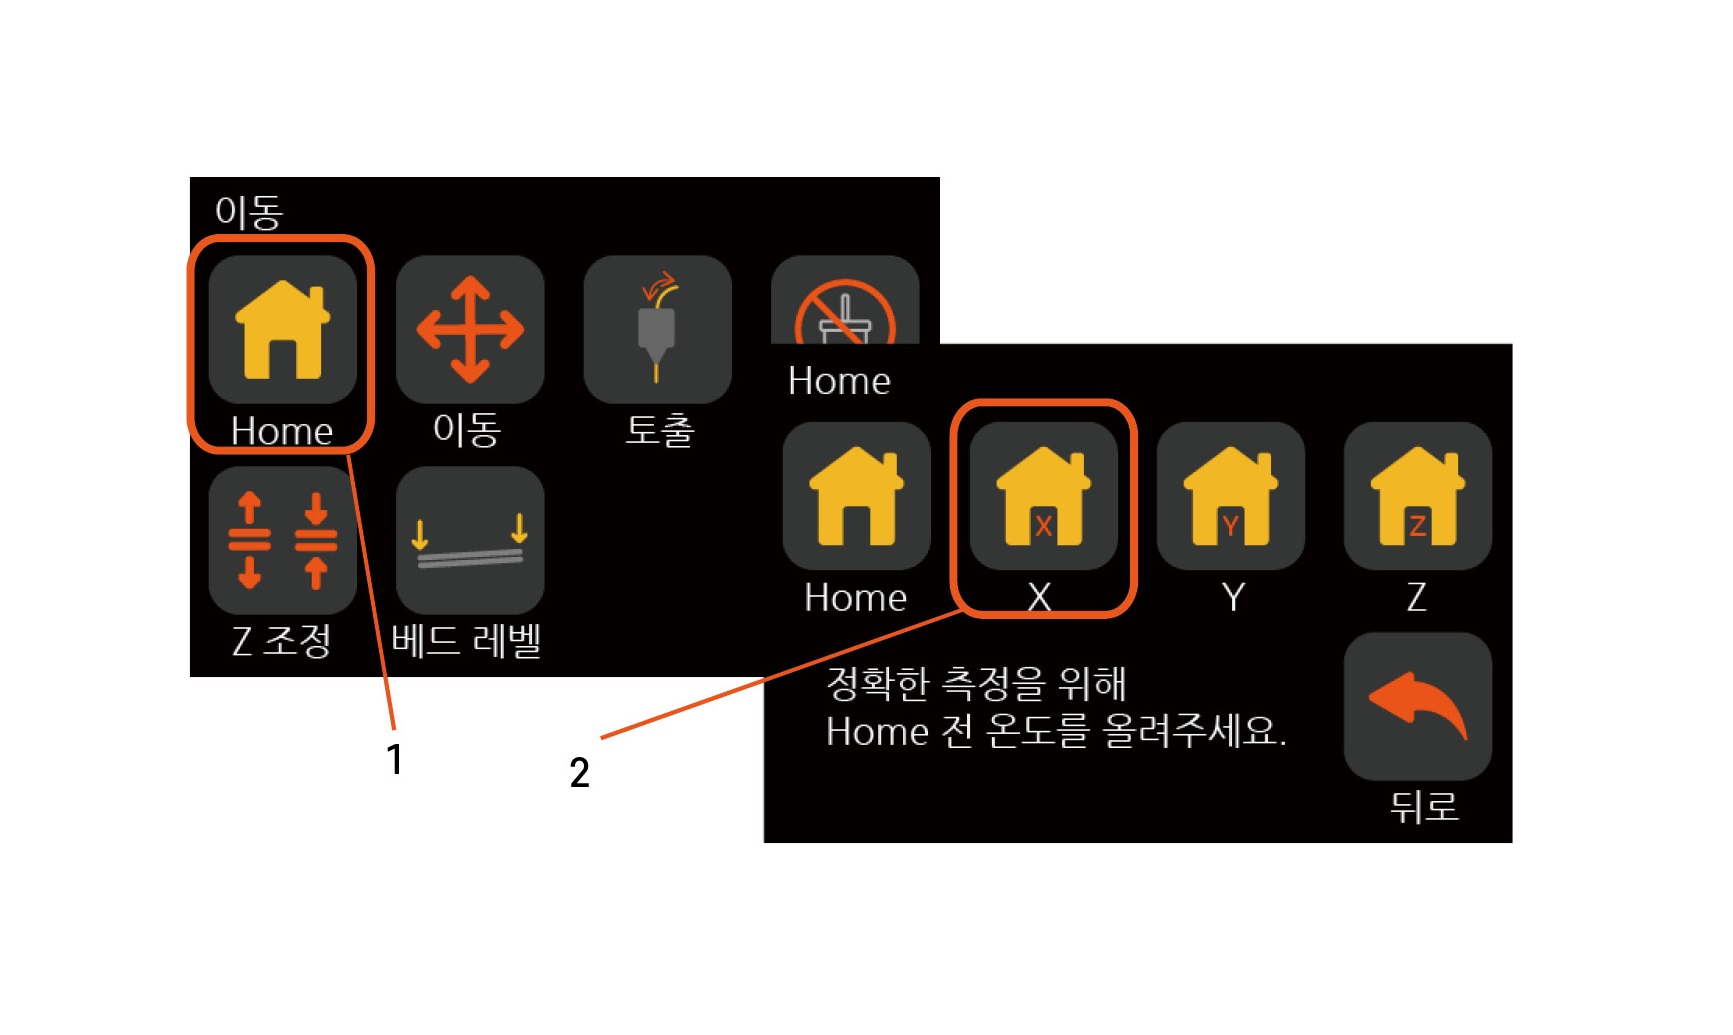 이동
Home
이동
토출
Z 조정
베드 레벨
Home
Home
X
X
Y
Y
Z
Z
정확한 측정을 위해
Home 전 온도를 올려주세요.
뒤로
1
2